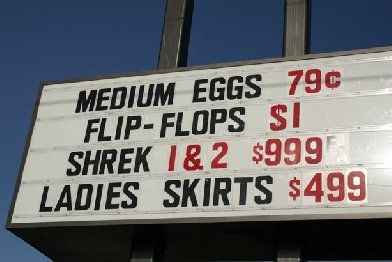 MEDIUM EGGS 79¢
FLIP-FLOPS $1
SHREK 1 & 2 $999
LADIES SKIRTS $499